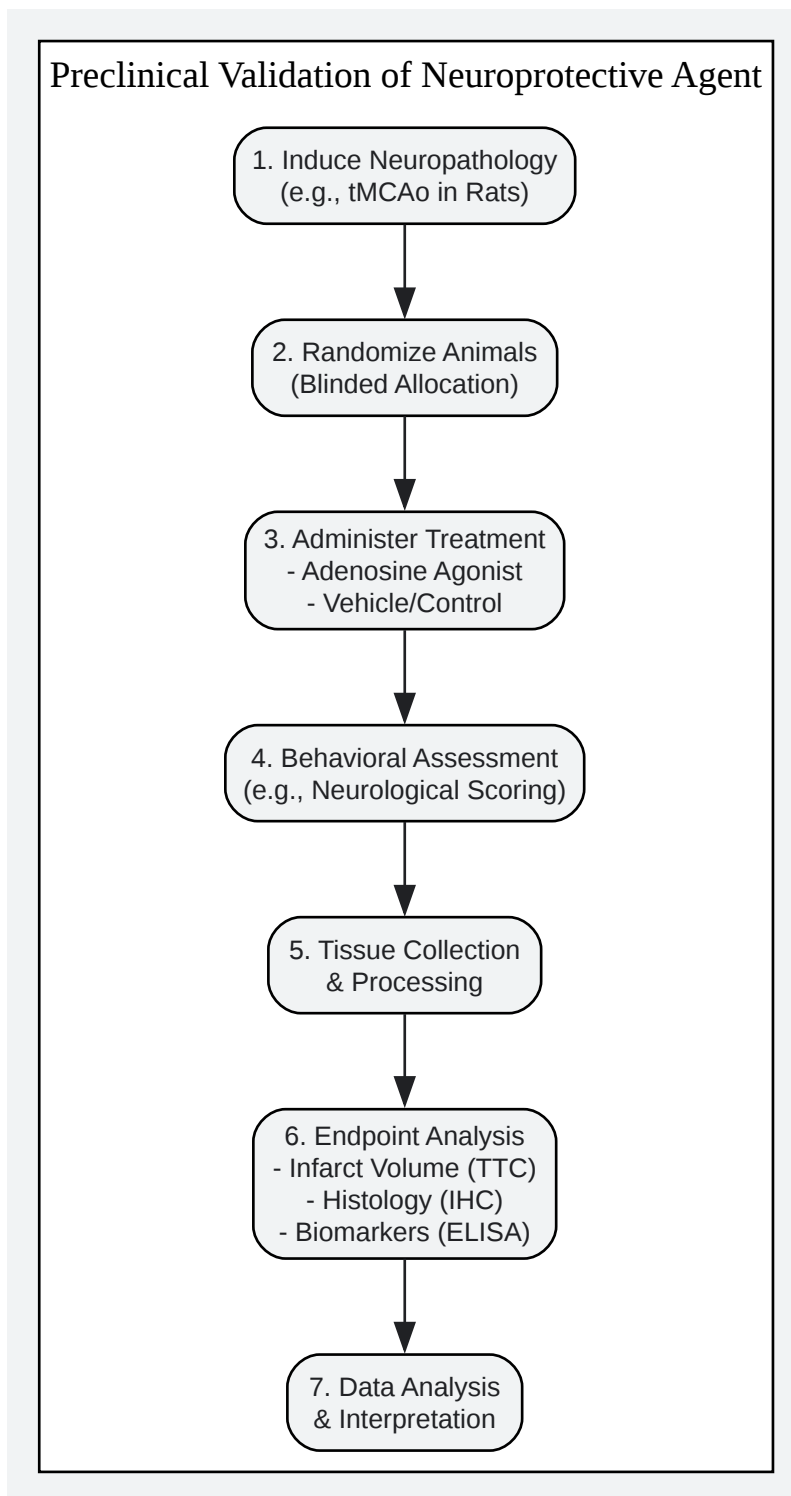 Preclinical Validation of Neuroprotective Agent
1. Induce Neuropathology
(e.g., tMCAo in Rats)
2. Randomize Animals
(Blinded Allocation)
3. Administer Treatment
- Adenosine Agonist
- Vehicle/Control
4. Behavioral Assessment
(e.g., Neurological Scoring)
5. Tissue Collection
& Processing
6. Endpoint Analysis
- Infarct Volume (TTC)
- Histology (IHC)
- Biomarkers (ELISA)
7. Data Analysis
& Interpretation